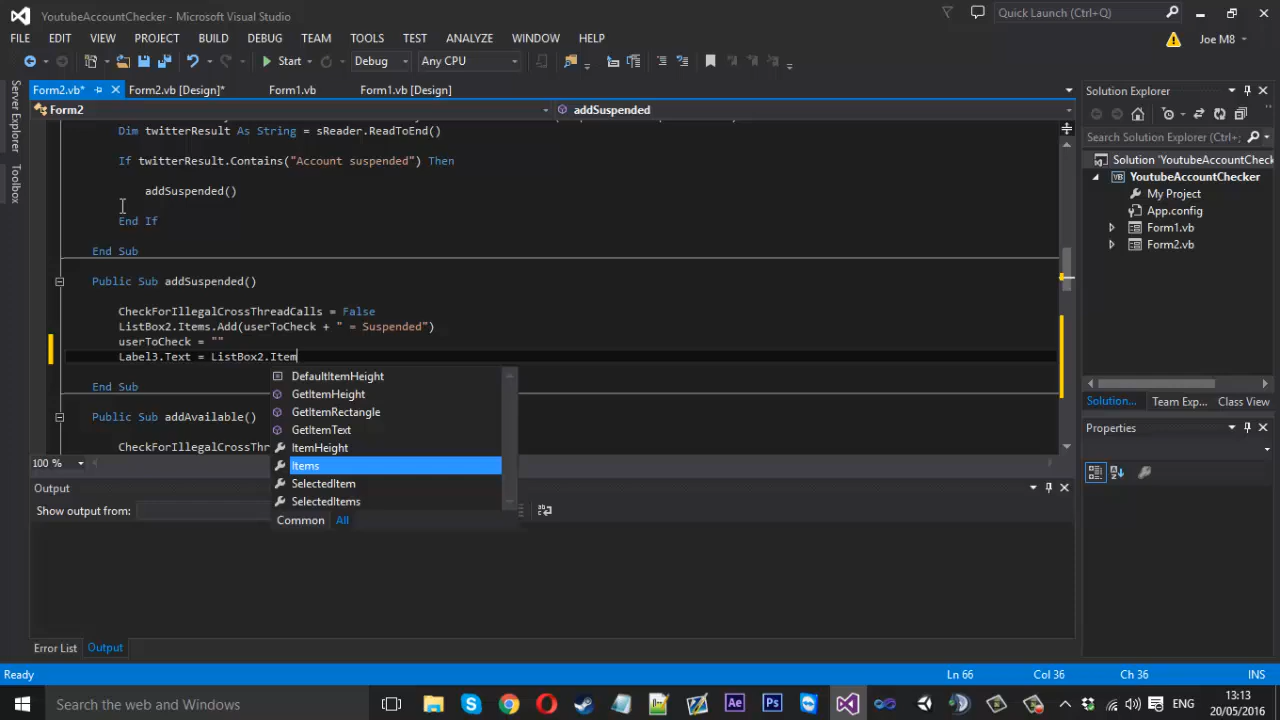 YoutubeAccountChecker - Microsoft Visual Studio
Quick Launch (Ctrl+Q)
FILE EDIT VIEW PROJECT BUILD DEBUG TEAM TOOLS TEST ANALYZE WINDOW HELP
Joe M8
Start Debug Any CPU
Form2.vb* Form2.vb [Design]* Form1.vb Form1.vb [Design]
Server Explorer
Toolbox
Form2 addSuspended
Dim twitterResult As String = sReader.ReadToEnd()
If twitterResult.Contains("Account suspended") Then
addSuspended()
End If
End Sub
Public Sub addSuspended()
CheckForIllegalCrossThreadCalls = False
ListBox2.Items.Add(userToCheck + " = Suspended")
userToCheck = ""
Label3.Text = ListBox2.Item
End Sub
Public Sub addAvailable()
CheckForIllegalCrossThr
DefaultItemHeight
GetItemHeight
GetItemRectangle
GetItemText
ItemHeight
Items
SelectedItem
SelectedItems
Common All
100 %
Output
Show output from:
Error List Output
Solution Explorer
Search Solution Explorer (Ctrl+;
Solution 'YoutubeAccountCheck
YoutubeAccountChecker
My Project
App.config
Form1.vb
Form2.vb
Solution... Team Exp... Class View
Properties
Ready Ln 66 Col 36 Ch 36 INS
Search the web and Windows
ENG
13:13
20/05/2016